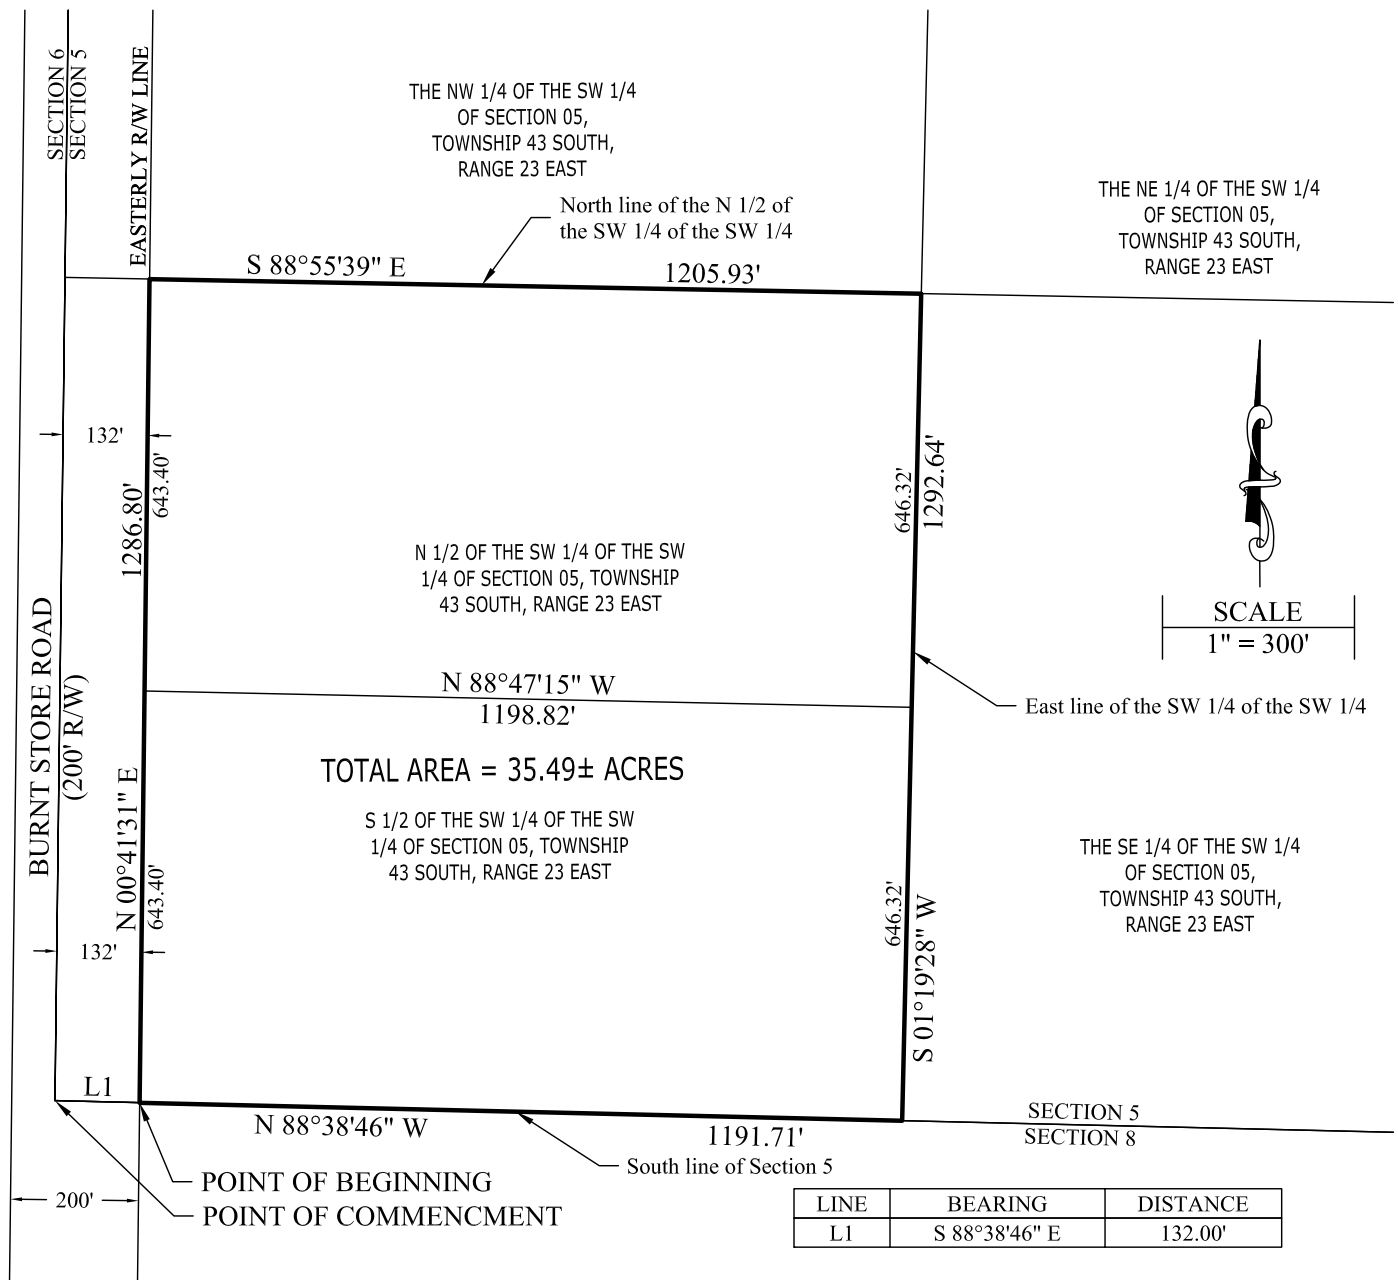 SECTION 6
SECTION 5
EASTERLY R/W LINE
THE NW 1/4 OF THE SW 1/4
OF SECTION 05,
TOWNSHIP 43 SOUTH,
RANGE 23 EAST
THE NE 1/4 OF THE SW 1/4
OF SECTION 05,
TOWNSHIP 43 SOUTH,
RANGE 23 EAST
North line of the N 1/2 of
the SW 1/4 of the SW 1/4
S 88°55'39" E
1205.93'
132'
643.40'
1286.80'
646.32'
1292.64'
N 1/2 OF THE SW 1/4 OF THE SW
1/4 OF SECTION 05, TOWNSHIP
43 SOUTH, RANGE 23 EAST
SCALE
1" = 300'
BURNT STORE ROAD
(200' R/W)
N 88°47'15" W
1198.82'
East line of the SW 1/4 of the SW 1/4
TOTAL AREA = 35.49± ACRES
S 1/2 OF THE SW 1/4 OF THE SW
1/4 OF SECTION 05, TOWNSHIP
43 SOUTH, RANGE 23 EAST
THE SE 1/4 OF THE SW 1/4
OF SECTION 05,
TOWNSHIP 43 SOUTH,
RANGE 23 EAST
N 00°41'31" E
643.40'
132'
646.32'
S 01°19'28" W
L1
N 88°38'46" W
1191.71'
SECTION 5
SECTION 8
South line of Section 5
POINT OF BEGINNING
POINT OF COMMENCMENT
200'
LINE BEARING DISTANCE
L1 S 88°38'46" E 132.00'